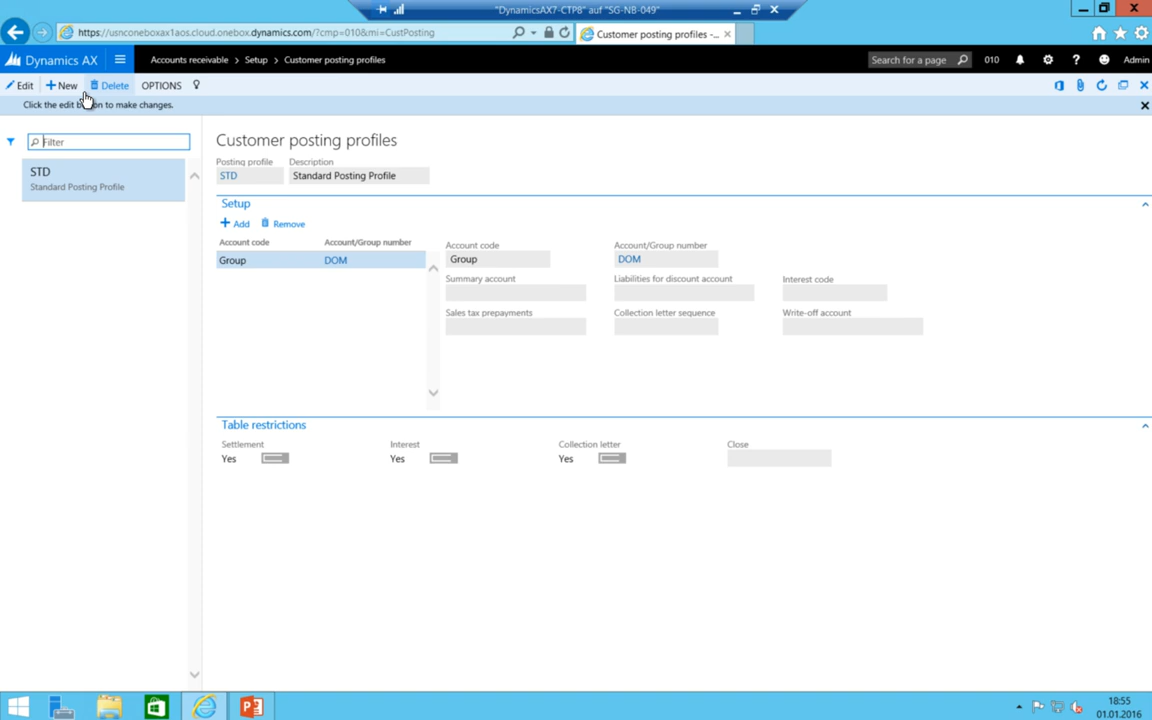 "DynamicsAX7-CTP8" auf "SG-NB-049"
https://usnconeboxax1aos.cloud.onebox.dynamics.com/?cmp=010&mi=CustPosting
Customer posting profiles -...
Dynamics AX
Accounts receivable > Setup > Customer posting profiles
Search for a page
010
Admin
Edit
New
Delete
OPTIONS
Click the edit to make changes.
Filter
STD
Standard Posting Profile
Customer posting profiles
Posting profile Description
STD Standard Posting Profile
Setup
Add Remove
Account code Account/Group number
Group DOM
Account code Account/Group number
Group DOM
Summary account Liabilities for discount account Interest code
Sales tax prepayments Collection letter sequence Write-off account
Table restrictions
Settlement Interest Collection letter Close
Yes Yes Yes
18:55
01.01.2016